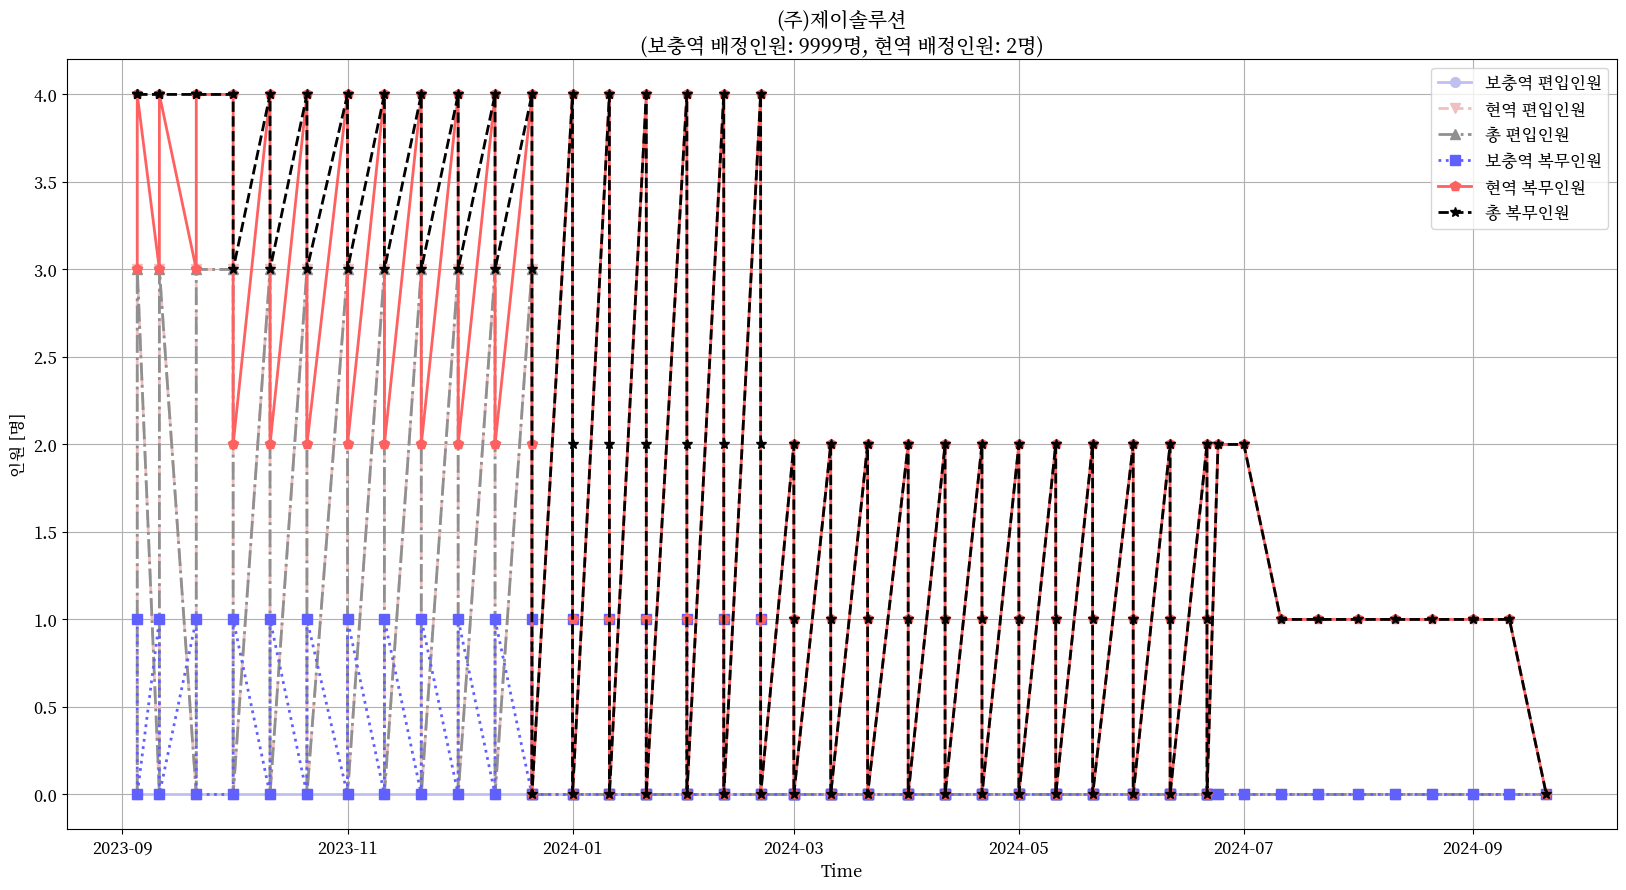 (주)제이솔루션
(보충역 배정인원: 9999명, 현역 배정인원: 2명)
보충역 편입인원
현역 편입인원
총 편입인원
보충역 복무인원
현역 복무인원
총 복무인원
인원 [명]
4.0
3.5
3.0
2.5
2.0
1.5
1.0
0.5
0.0
2023-09
2023-11
2024-01
2024-03
2024-05
2024-07
2024-09
Time